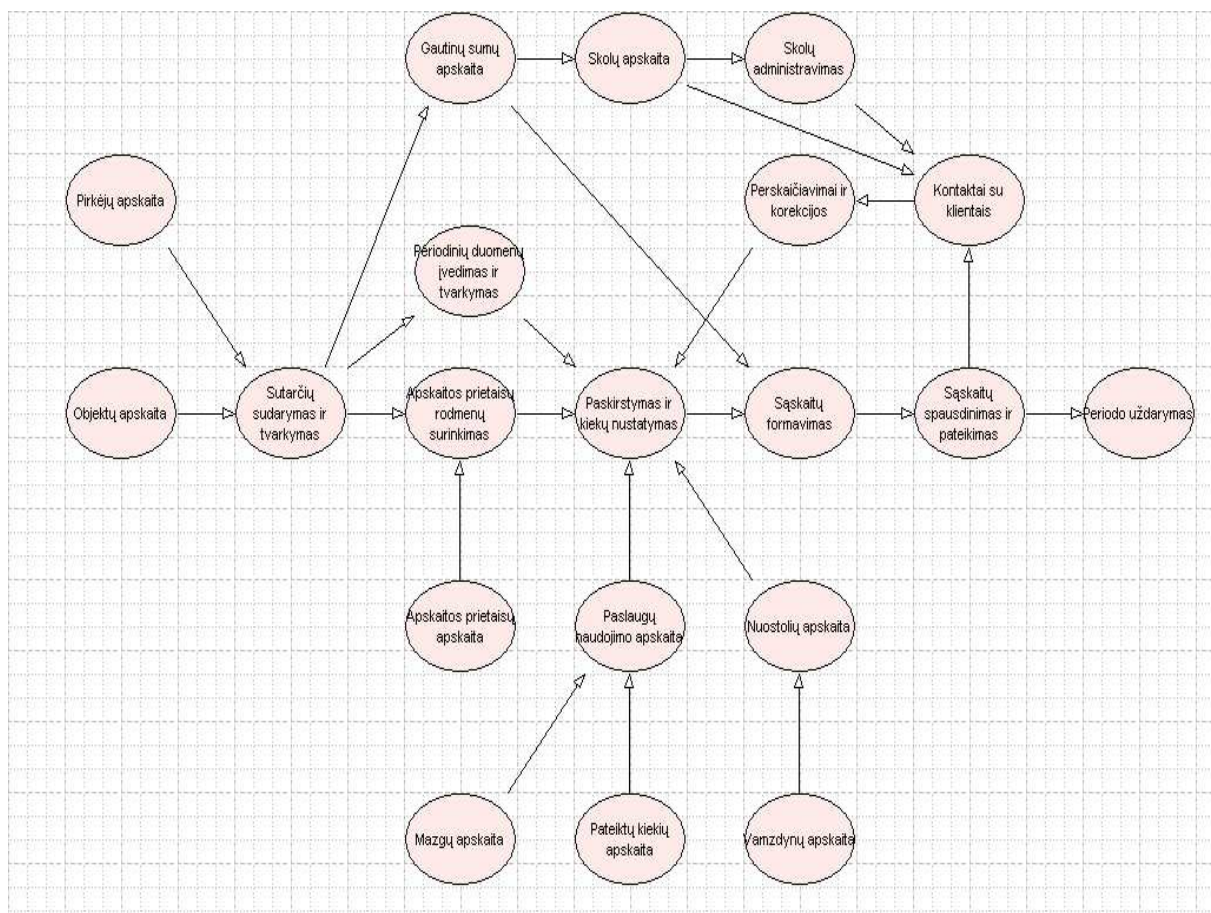 Gautinų sumų
apskaita
Skolų apskaita
Skolų
administravimas
Pirkėjų apskaita
Perskaičiavimai ir
korekcijos
Kontaktai su
klientais
Periodinių duomenų
įvedimas ir
tvarkymas
Objektų apskaita
Sutarčių
sudarymas ir
tvarkymas
Apskaitos prietaisų
rodmenų
surinkimas
Paskirstymas ir
kiekų nustatymas
Sąskaitų
formavimas
Sąskaitų
spausdinimas ir
pateikimas
Periodo uždarymas
Apskaitos prietaisų
apskaita
Paslaugų
naudojimo apskaita
Nuostolių apskaita
Mazgų apskaita
Pateiktų kiekių
apskaita
Vamzdynų apskaita